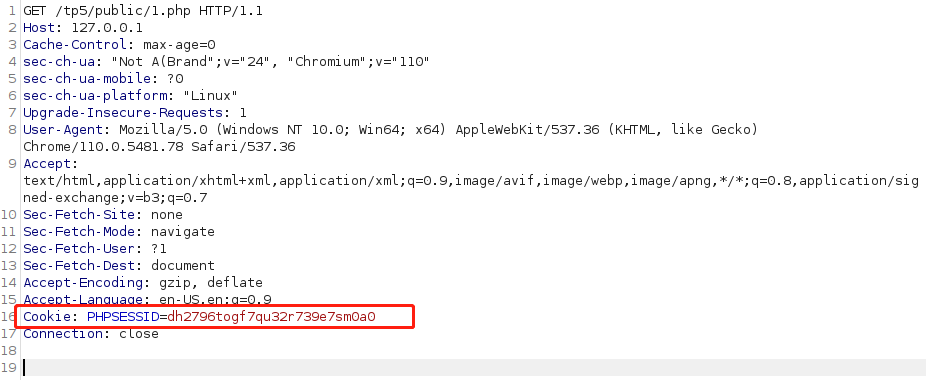 1 GET /tp5/public/1.php HTTP/1.1
2 Host: 127.0.0.1
3 Cache-Control: max-age=0
4 sec-ch-ua: "Not A(Brand";v="24", "Chromium";v="110"
5 sec-ch-ua-mobile: ?0
6 sec-ch-ua-platform: "Linux"
7 Upgrade-Insecure-Requests: 1
8 User-Agent: Mozilla/5.0 (Windows NT 10.0; Win64; x64) AppleWebKit/537.36 (KHTML, like Gecko)
Chrome/110.0.5481.78 Safari/537.36
9 Accept:
text/html,application/xhtml+xml,application/xml;q=0.9,image/avif,image/webp,image/apng,*/*;q=0.8,application/sig
ned-exchange;v=b3;q=0.7
10 Sec-Fetch-Site: none
11 Sec-Fetch-Mode: navigate
12 Sec-Fetch-User: ?1
13 Sec-Fetch-Dest: document
14 Accept-Encoding: gzip, deflate
15 Accept-Language: en-US,en;q=0.9
16 Cookie: PHPSESSID=dh2796togf7qu32r739e7sm0a0
17 Connection: close
18
19